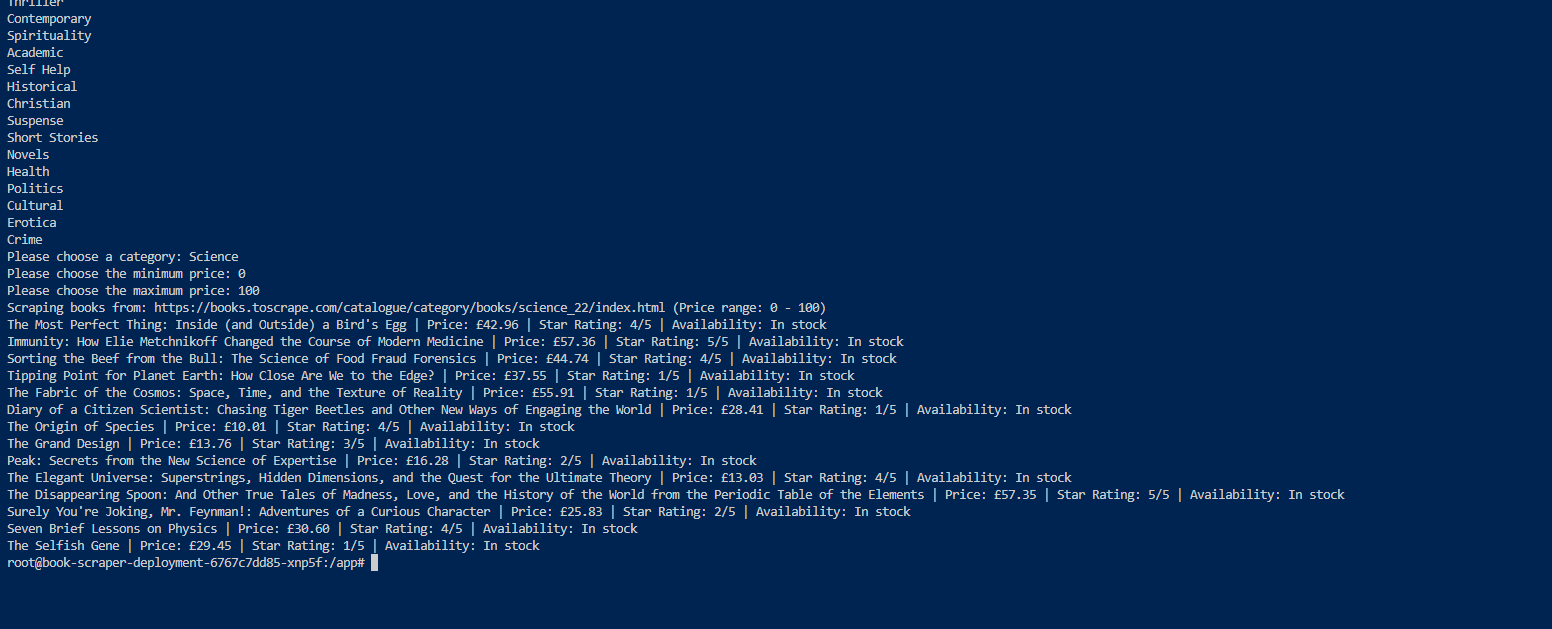 Thriller
Contemporary
Spirituality
Academic
Self Help
Historical
Christian
Suspense
Short Stories
Novels
Health
Politics
Cultural
Erotica
Crime
Please choose a category: Science
Please choose the minimum price: 0
Please choose the maximum price: 100
Scraping books from: https://books.toscrape.com/catalogue/category/books/science_22/index.html (Price range: 0 - 100)
The Most Perfect Thing: Inside (and Outside) a Bird's Egg | Price: £42.96 | Star Rating: 4/5 | Availability: In stock
Immunity: How Elie Metchnikoff Changed the Course of Modern Medicine | Price: £57.36 | Star Rating: 5/5 | Availability: In stock
Sorting the Beef from the Bull: The Science of Food Fraud Forensics | Price: £44.74 | Star Rating: 4/5 | Availability: In stock
Tipping Point for Planet Earth: How Close Are We to the Edge? | Price: £37.55 | Star Rating: 1/5 | Availability: In stock
The Fabric of the Cosmos: Space, Time, and the Texture of Reality | Price: £55.91 | Star Rating: 1/5 | Availability: In stock
Diary of a Citizen Scientist: Chasing Tiger Beetles and Other New Ways of Engaging the World | Price: £28.41 | Star Rating: 1/5 | Availability: In stock
The Origin of Species | Price: £10.01 | Star Rating: 4/5 | Availability: In stock
The Grand Design | Price: £13.76 | Star Rating: 3/5 | Availability: In stock
Peak: Secrets from the New Science of Expertise | Price: £16.28 | Star Rating: 2/5 | Availability: In stock
The Elegant Universe: Superstrings, Hidden Dimensions, and the Quest for the Ultimate Theory | Price: £13.03 | Star Rating: 4/5 | Availability: In stock
The Disappearing Spoon: And Other True Tales of Madness, Love, and the History of the World from the Periodic Table of the Elements | Price: £57.35 | Star Rating: 5/5 | Availability: In stock
Surely You're Joking, Mr. Feynman!: Adventures of a Curious Character | Price: £25.83 | Star Rating: 2/5 | Availability: In stock
Seven Brief Lessons on Physics | Price: £30.60 | Star Rating: 4/5 | Availability: In stock
The Selfish Gene | Price: £29.45 | Star Rating: 1/5 | Availability: In stock
root@book-scraper-deployment-6767c7dd85-xnp5f:/app#